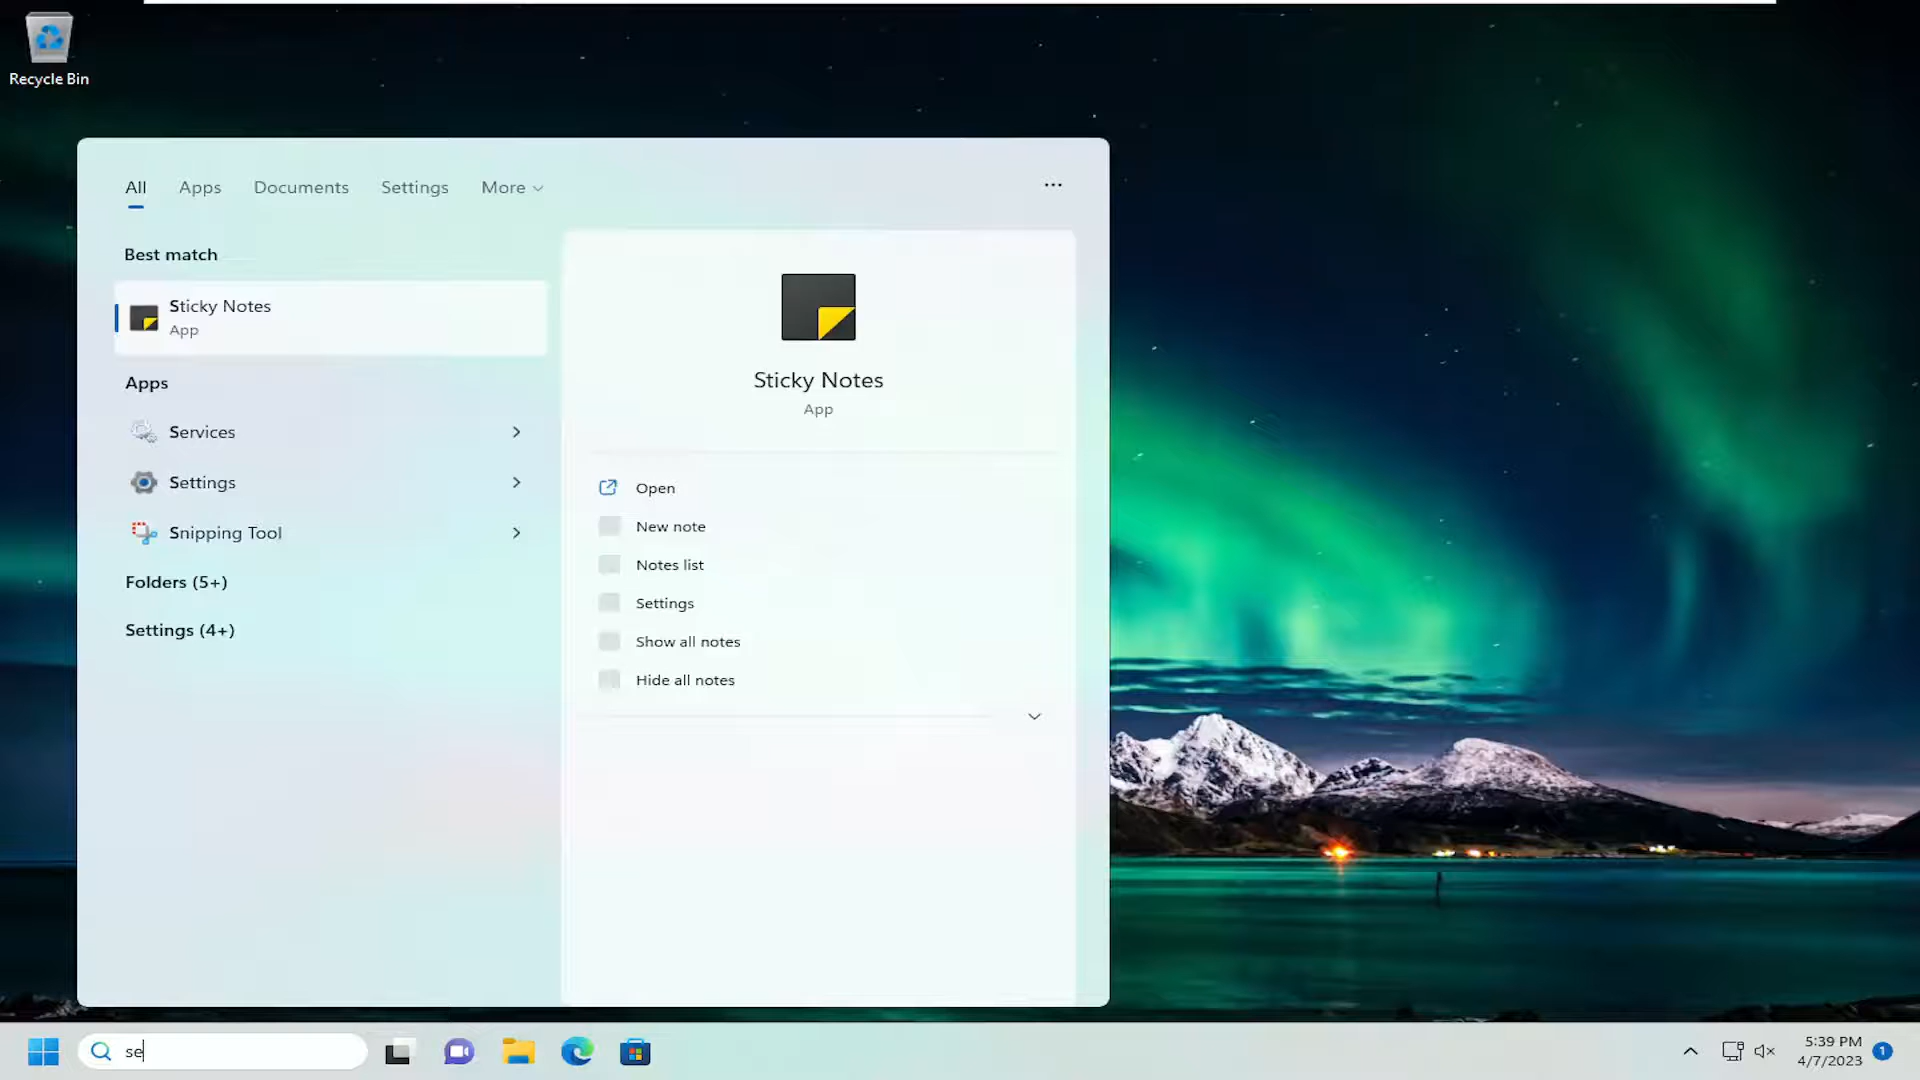 Recycle Bin
All Apps Documents Settings More
Best match
Sticky Notes
App
Apps
Services
Settings
Snipping Tool
Folders (5+)
Settings (4+)
Sticky Notes
App
Open
New note
Notes list
Settings
Show all notes
Hide all notes
se
5:39 PM
4/7/2023
1